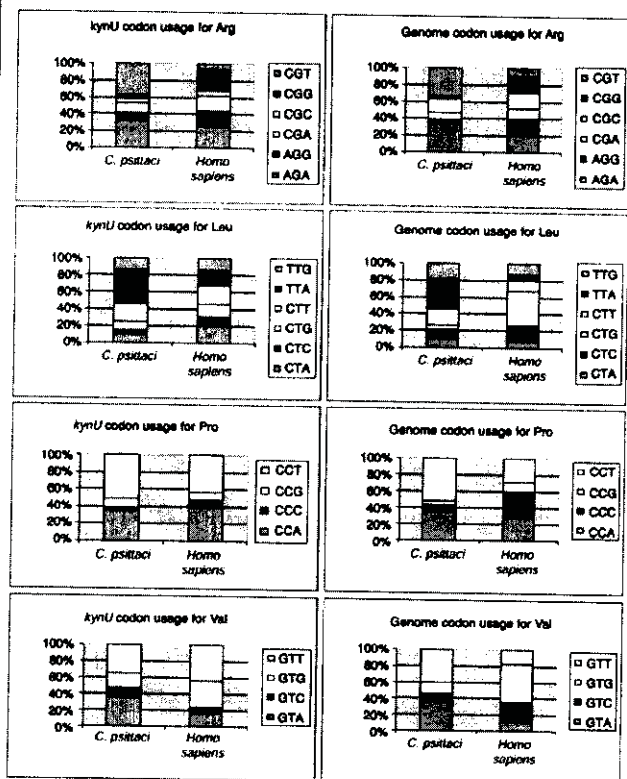 kynU codon usage for Arg
100%
80%
60%
40%
20%
0%
C. psittaci
Homo sapiens
CGT
CGG
CGC
CGA
AGG
AGA
Genome codon usage for Arg
100%
80%
60%
40%
20%
0%
C. psittaci
Homo
sapiens
CGT
CGG
CGC
CGA
AGG
AGA
kynU codon usage for Leu
100%
80%
60%
40%
20%
0%
C. psittaci
Homo
sapiens
TTG
TTA
CTT
CTG
CTC
CTA
Genome codon usage for Leu
100%
80%
60%
40%
20%
0%
C. psittaci
Homo
sapiens
TTG
TTA
CTT
CTG
CTC
CTA
kynU codon usage for Pro
100%
80%
60%
40%
20%
0%
C. psittaci
Homo
sapiens
CCT
CCG
CCC
CCA
Genome codon usage for Pro
100%
80%
60%
40%
20%
0%
C. psittaci
Homo
sapiens
CCT
CCG
CCC
CCA
kynU codon usage for Val
100%
80%
60%
40%
20%
0%
C. psittaci
Homo
sapiens
GTT
GTG
GTC
GTA
Genome codon usage for Val
100%
80%
60%
40%
20%
0%
C. psittaci
Homo
sapiens
GTT
GTG
GTC
GTA